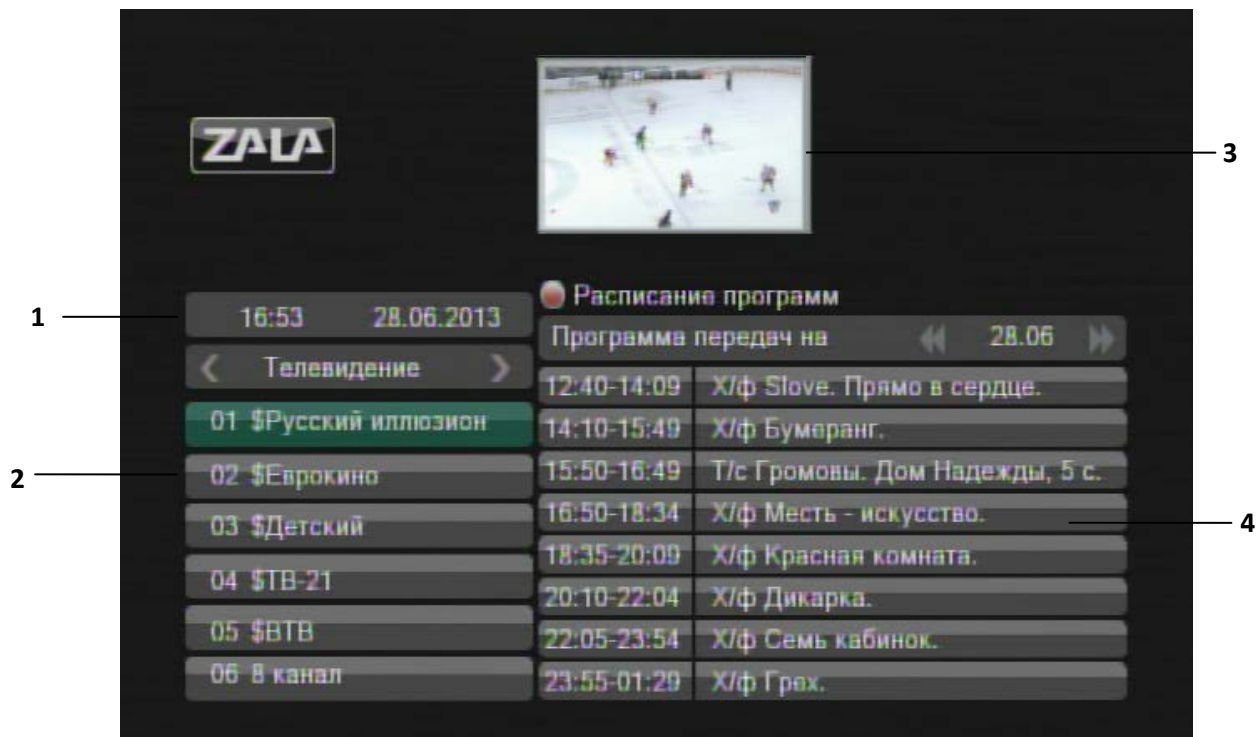 ZALA
3
1
16:53 28.06.2013
Телевидение
01 $Русский иллюзион
2
02 $Еврокино
03 $Детский
04 $ТВ-21
05 $ВТВ
06 8 канал
Расписание программ
Программа передач на 28.06
12:40-14:09 Х/ф Slove. Прямо в сердце.
14:10-15:49 Х/ф Бумеранг.
15:50-16:49 Т/с Громовы. Дом Надежды, 5 с.
16:50-18:34 Х/ф Месть - искусство.
4
18:35-20:09 Х/ф Красная комната.
20:10-22:04 Х/ф Дикарка.
22:05-23:54 Х/ф Семь кабинок.
23:55-01:29 Х/ф Грех.